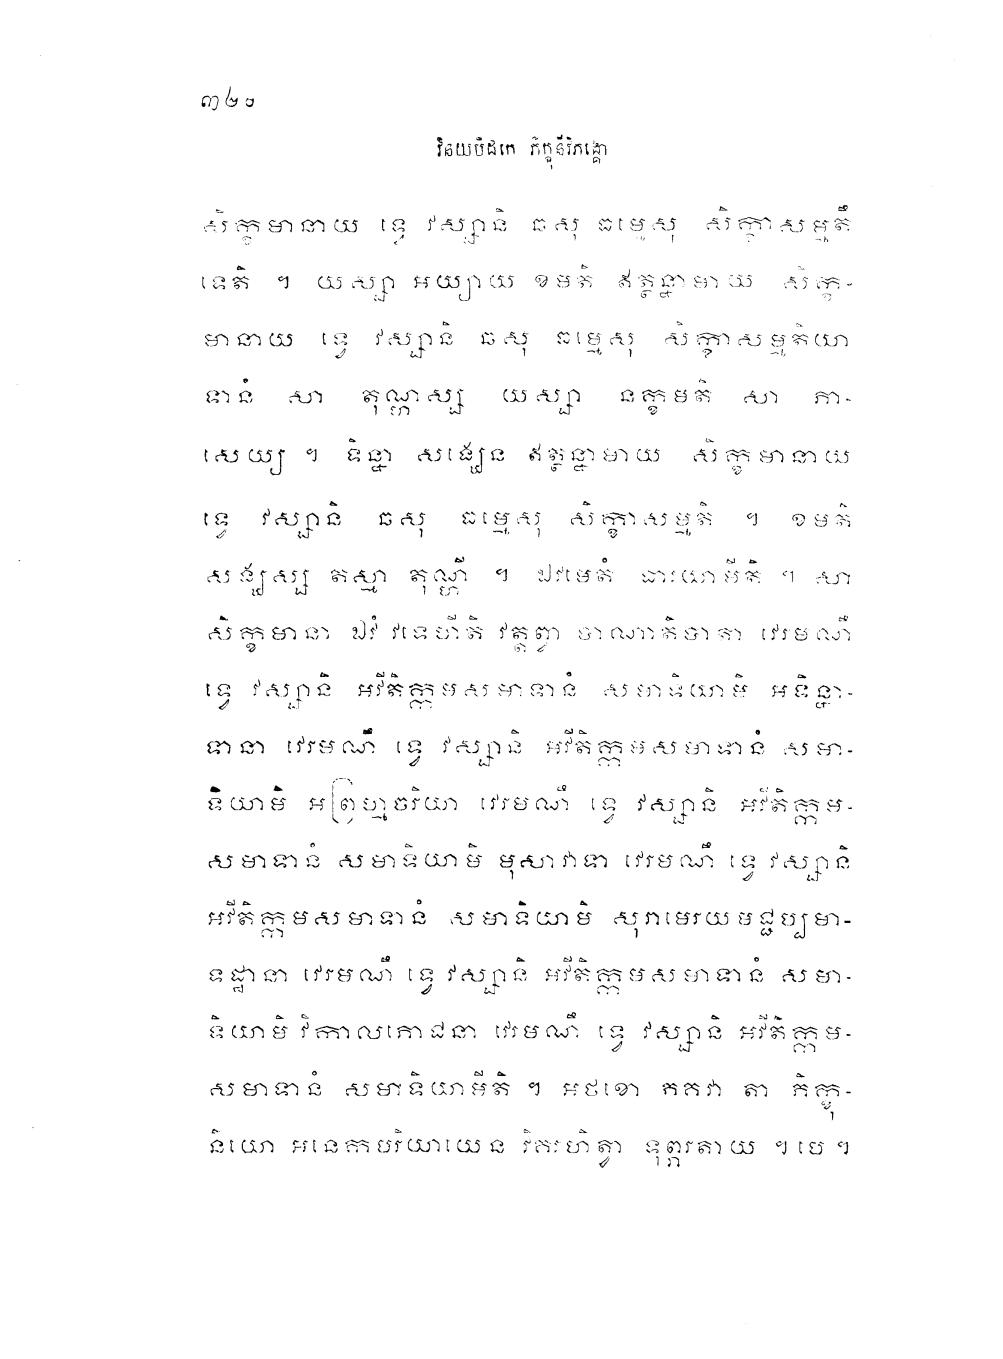 ៣២០
វិនយបិដកេ ភិក្ខុនីវិភង្គោ
សិក្ខមានាយ ទ្វេ វស្សានិ ឆសុ ធម្មេសុ សិក្ខាសម្មតឹ
ទេតិ ។ យស្សា អយ្យាយ ខមតិ ឥត្ថន្នាមាយ សិក្ខ-
មានាយ ទ្វេ វស្សានិ ឆសុ ធម្មេសុ សិក្ខាសម្មតិយា
ទានំ សា តុណ្ហស្ស យស្សា នក្ខមតិ សា ភា-
សេយ្យ ។ ទិន្នា សង្ឃេន ឥត្ថន្នាមាយ សិក្ខមានាយ
ទ្វេ វស្សានិ ឆសុ ធម្មេសុ សិក្ខាសម្មតិ ។ ខមតិ
សង្ឃស្ស តស្មា តុណ្ហី ។ ឯវមេតំ ធារយាមីតិ ។ សា
សិក្ខមានា ឯវំ វទេហីតិ វត្តព្វា បាណាតិបាតា វេរមណឹ
ទ្វេ វស្សានិ អវីតិក្កមសមាទានំ សមាទិយាមិ អទិន្នា-
ទានា វេរមណឹ ទ្វេ វស្សានិ អវីតិក្កមសមាទានំ សមា-
ទិយាមិ អព្រហ្មចរិយា វេរមណឹ ទ្វេ វស្សានិ អវីតិក្កម-
សមាទានំ សមាទិយាមិ មុសាវាទា វេរមណឹ ទ្វេ វស្សានិ
អវីតិក្កមសមាទានំ សមាទិយាមិ សុរាមេរយមជ្ជប្បមា-
ទដ្ឋានា វេរមណឹ ទ្វេ វស្សានិ អវីតិក្កមសមាទានំ សមា-
ទិយាមិ វិកាលភោជនា វេរមណឹ ទ្វេ វស្សានិ អវីតិក្កម-
សមាទានំ សមាទិយាមីតិ ។ អថខោ ភគវា តា ភិក្ខុ-
និយោ អនេកបរិយាយេន វិគរហិត្វា ទុព្ភរតាយ ។ បេ ។